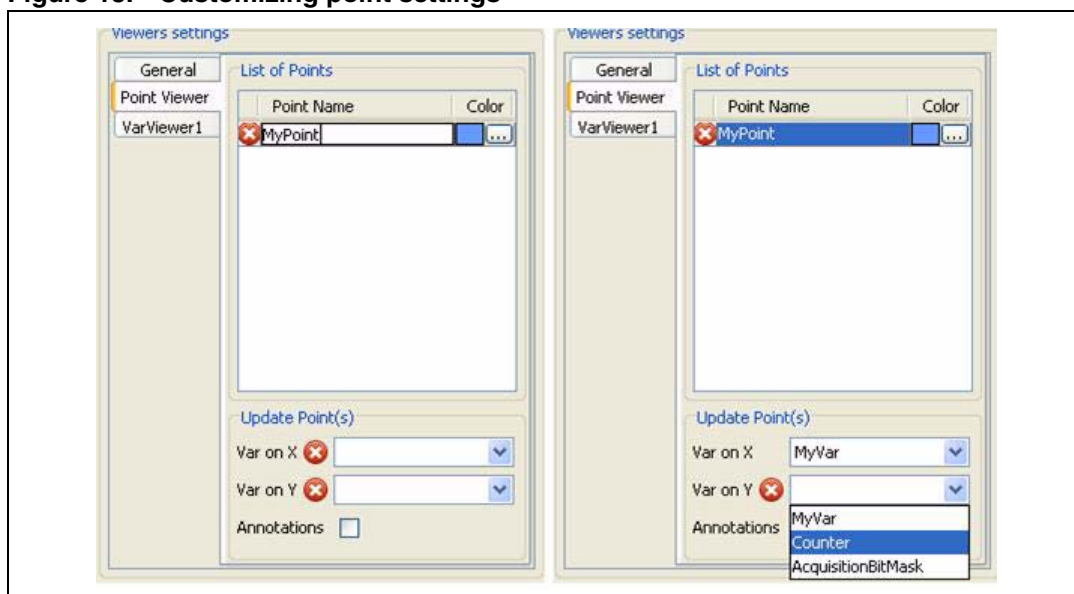 Figure 16. Customizing point settings
Viewers settings
General
Point Viewer
VarViewer1
List of Points
Point Name Color
MyPoint
...
Update Point(s)
Var on X
Var on Y
Annotations
Viewers settings
General
Point Viewer
VarViewer1
List of Points
Point Name Color
MyPoint
...
Update Point(s)
Var on X MyVar
Var on Y
Annotations
MyVar
Counter
AcquisitionBitMask